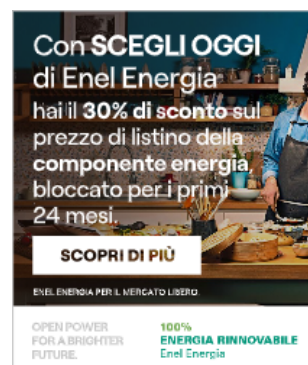 Con SCEGLI OGGI
di Enel Energia
hai il 30% di sconto sul
prezzo di listino della
componente energia,
bloccato per i primi
24 mesi.
SCOPRI DI PIÙ
ENEL ENERGIA PER IL MERCATO LIBERO.
OPEN POWER
FOR A BRIGHTER
FUTURE.
100%
ENERGIA RINNOVABILE
Enel Energia